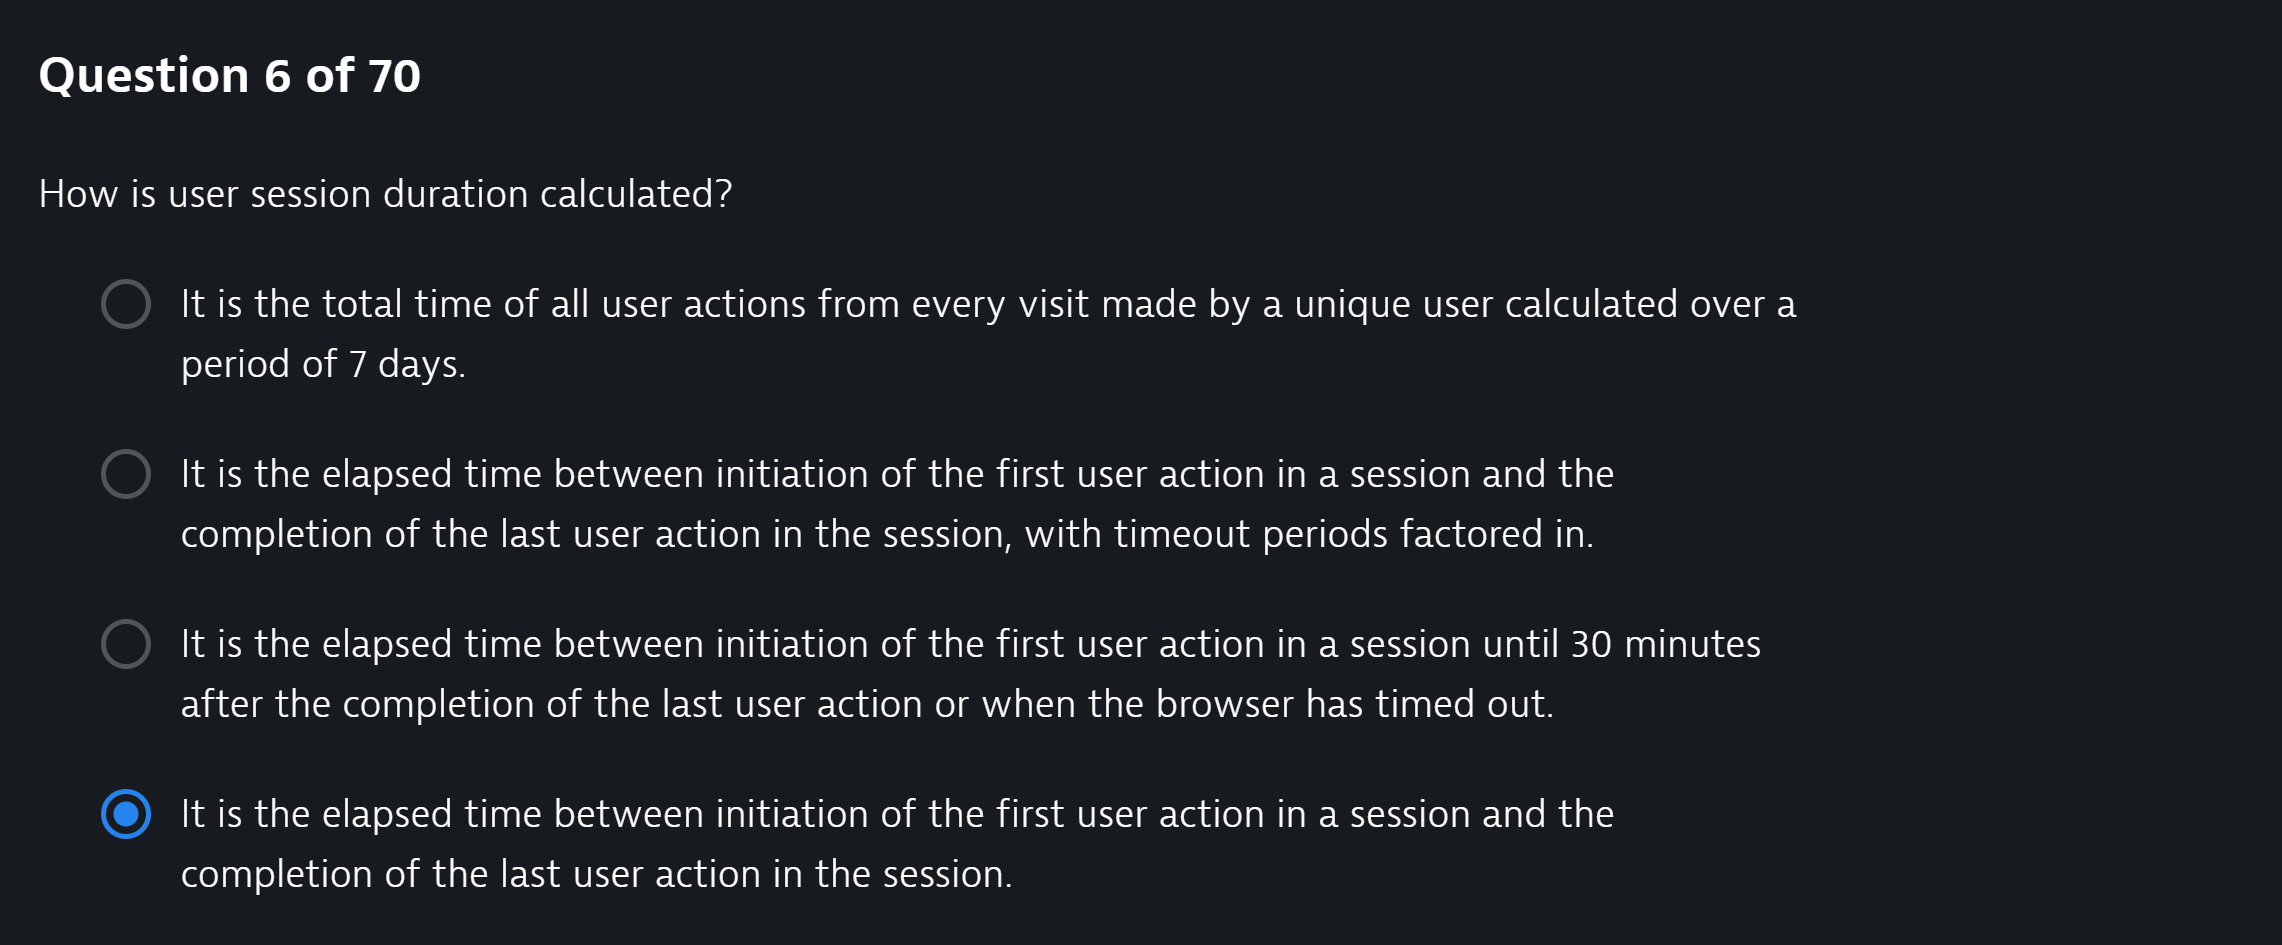 Question 6 of 70
How is user session duration calculated?
It is the total time of all user actions from every visit made by a unique user calculated over a
period of 7 days.
It is the elapsed time between initiation of the first user action in a session and the
completion of the last user action in the session, with timeout periods factored in.
It is the elapsed time between initiation of the first user action in a session until 30 minutes
after the completion of the last user action or when the browser has timed out.
It is the elapsed time between initiation of the first user action in a session and the
completion of the last user action in the session.